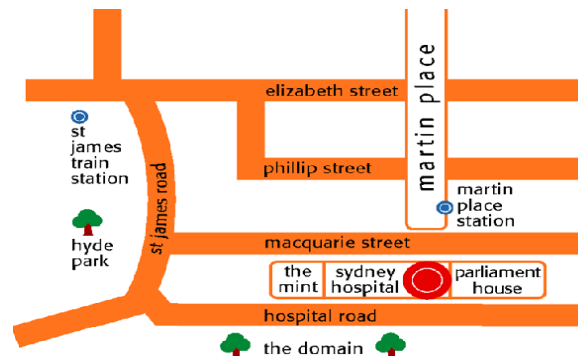 elizabeth street
martin place
st
james
train
station
phillip street
martin
place
station
st james road
hyde
park
macquarie street
the
mint
sydney
hospital
parliament
house
hospital road
the domain